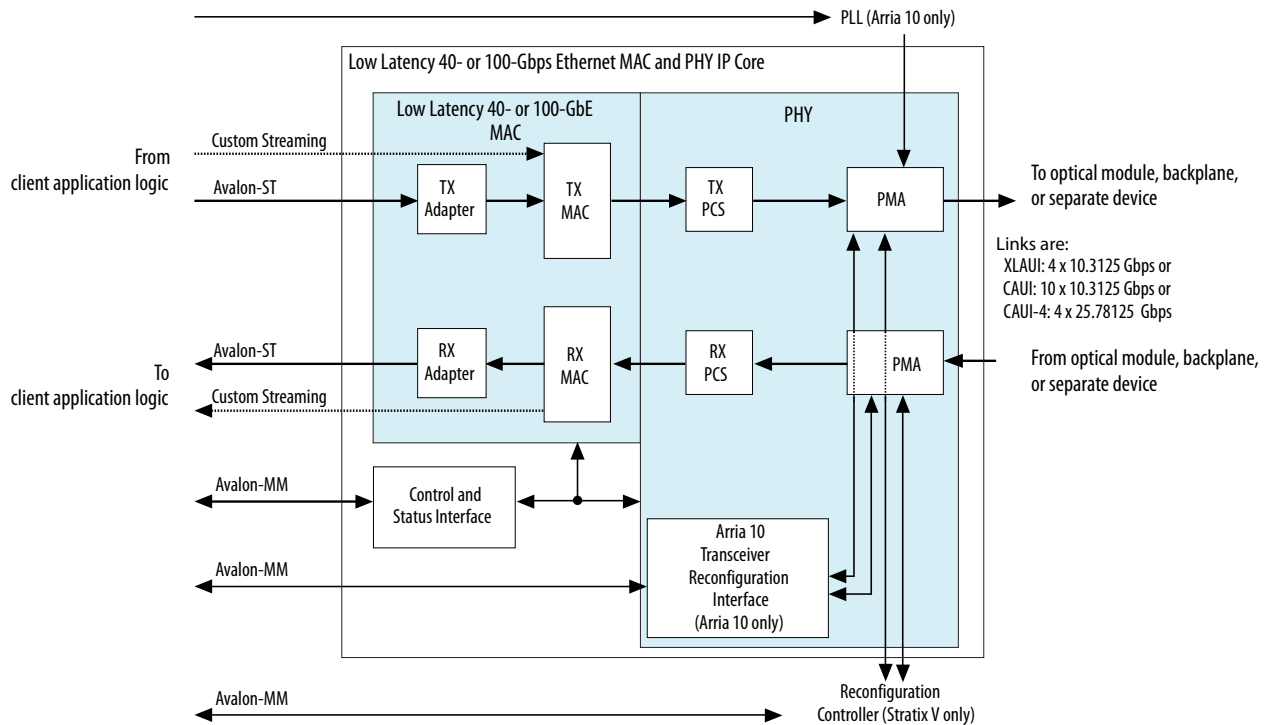 PLL (Arria 10 only)
Low Latency 40- or 100-Gbps Ethernet MAC and PHY IP Core
Low Latency 40- or 100-GbE
MAC
PHY
From
client application logic
Custom Streaming
Avalon-ST
TX
Adapter
TX
MAC
TX
PCS
PMA
To optical module, backplane,
or separate device
Links are:
XLAUI: 4 x 10.3125 Gbps or
CAUI: 10 x 10.3125 Gbps or
CAUI-4: 4 x 25.78125 Gbps
To
client application logic
Avalon-ST
Custom Streaming
RX
Adapter
RX
MAC
RX
PCS
PMA
From optical module, backplane,
or separate device
Avalon-MM
Control and
Status Interface
Avalon-MM
Arria 10
Transceiver
Reconfiguration
Interface
(Arria 10 only)
Avalon-MM
Reconfiguration
Controller (Stratix V only)